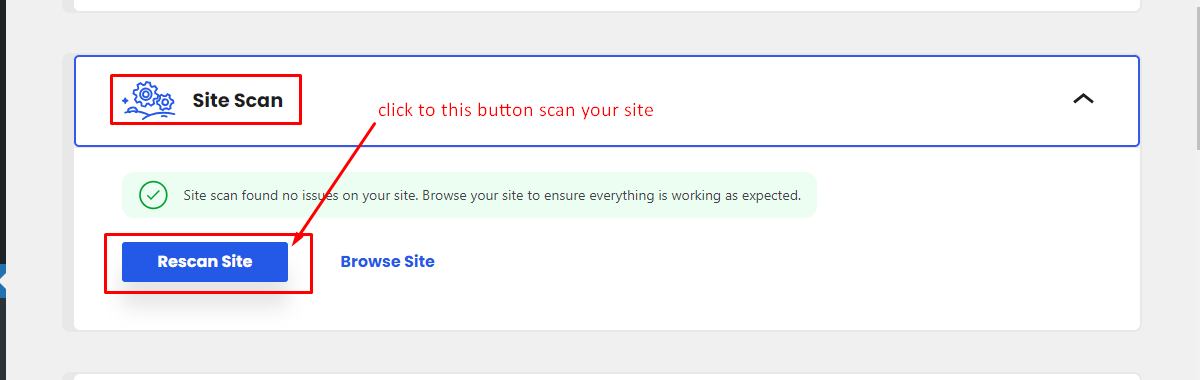 Site Scan
click to this button scan your site
Site scan found no issues on your site. Browse your site to ensure everything is working as expected.
Rescan Site
Browse Site